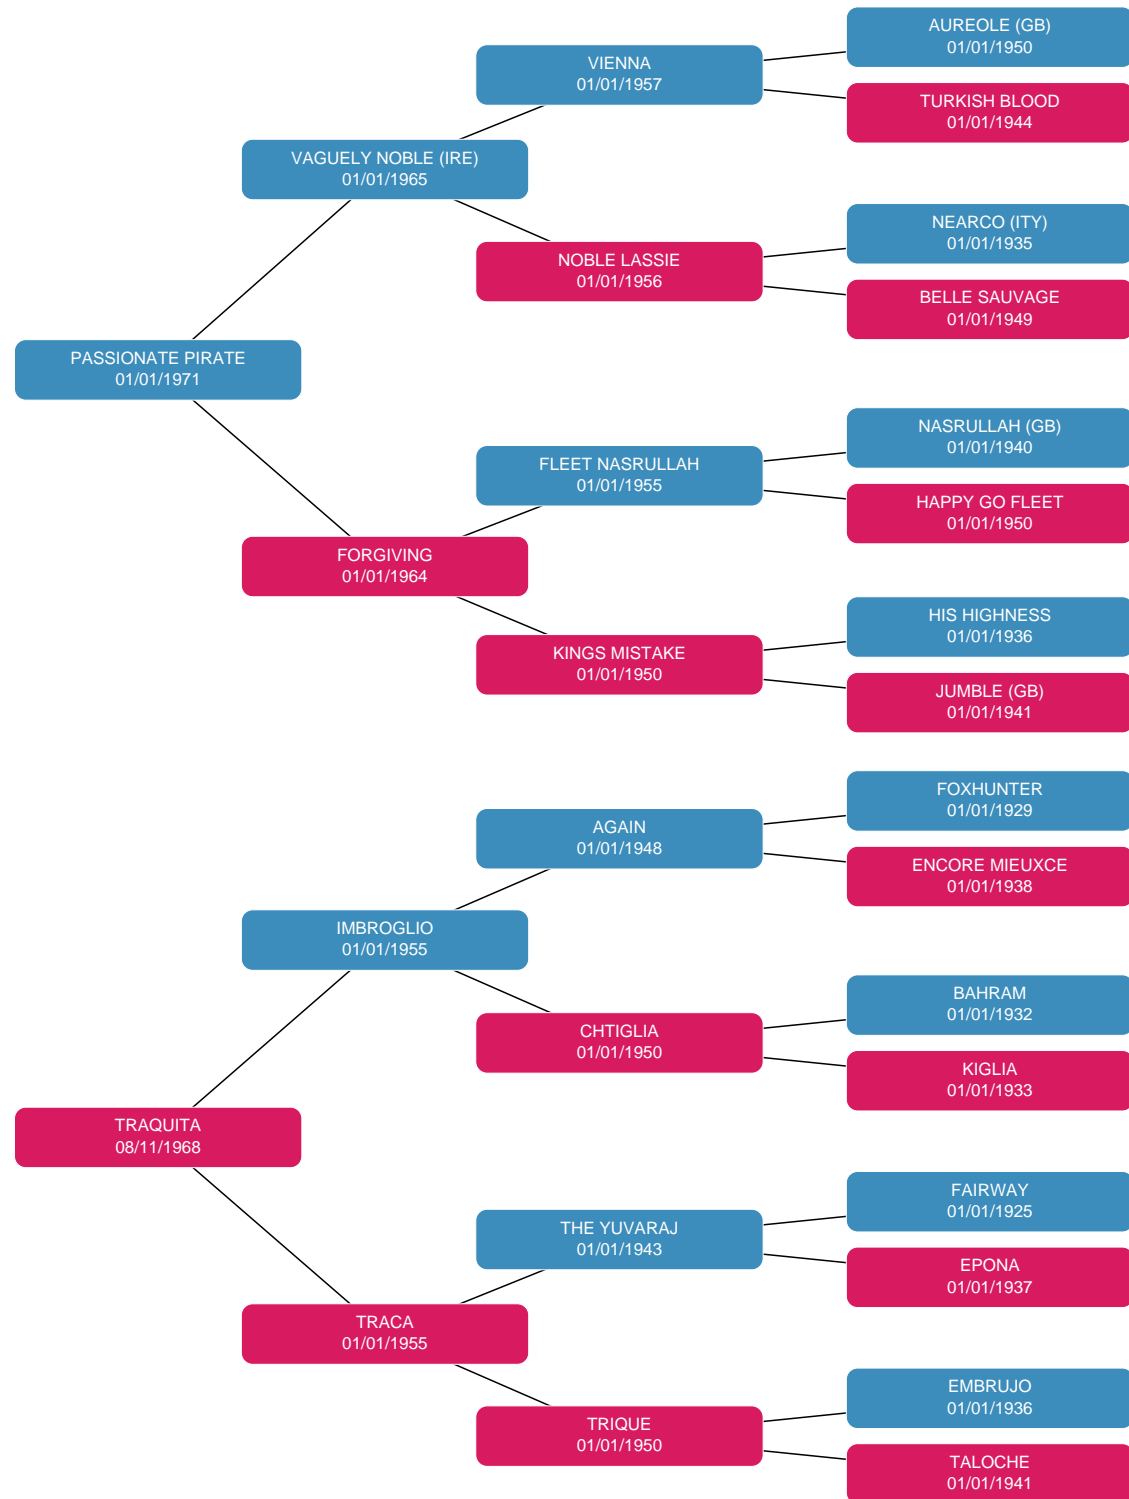 AUREOLE (GB)
01/01/1950
VIENNA
01/01/1957
TURKISH BLOOD
01/01/1944
VAGUELY NOBLE (IRE)
01/01/1965
NEARCO (ITY)
01/01/1935
NOBLE LASSIE
01/01/1956
BELLE SAUVAGE
01/01/1949
PASSIONATE PIRATE
01/01/1971
NASRULLAH (GB)
01/01/1940
FLEET NASRULLAH
01/01/1955
HAPPY GO FLEET
01/01/1950
FORGIVING
01/01/1964
HIS HIGHNESS
01/01/1936
KINGS MISTAKE
01/01/1950
JUMBLE (GB)
01/01/1941
FOXHUNTER
01/01/1929
AGAIN
01/01/1948
ENCORE MIEUXCE
01/01/1938
IMBROGLIO
01/01/1955
BAHRAM
01/01/1932
CHTIGLIA
01/01/1950
KIGLIA
01/01/1933
TRAQUITA
08/11/1968
FAIRWAY
01/01/1925
THE YUVARAJ
01/01/1943
EPONA
01/01/1937
TRACA
01/01/1955
EMBRUJO
01/01/1936
TRIQUE
01/01/1950
TALOCHE
01/01/1941